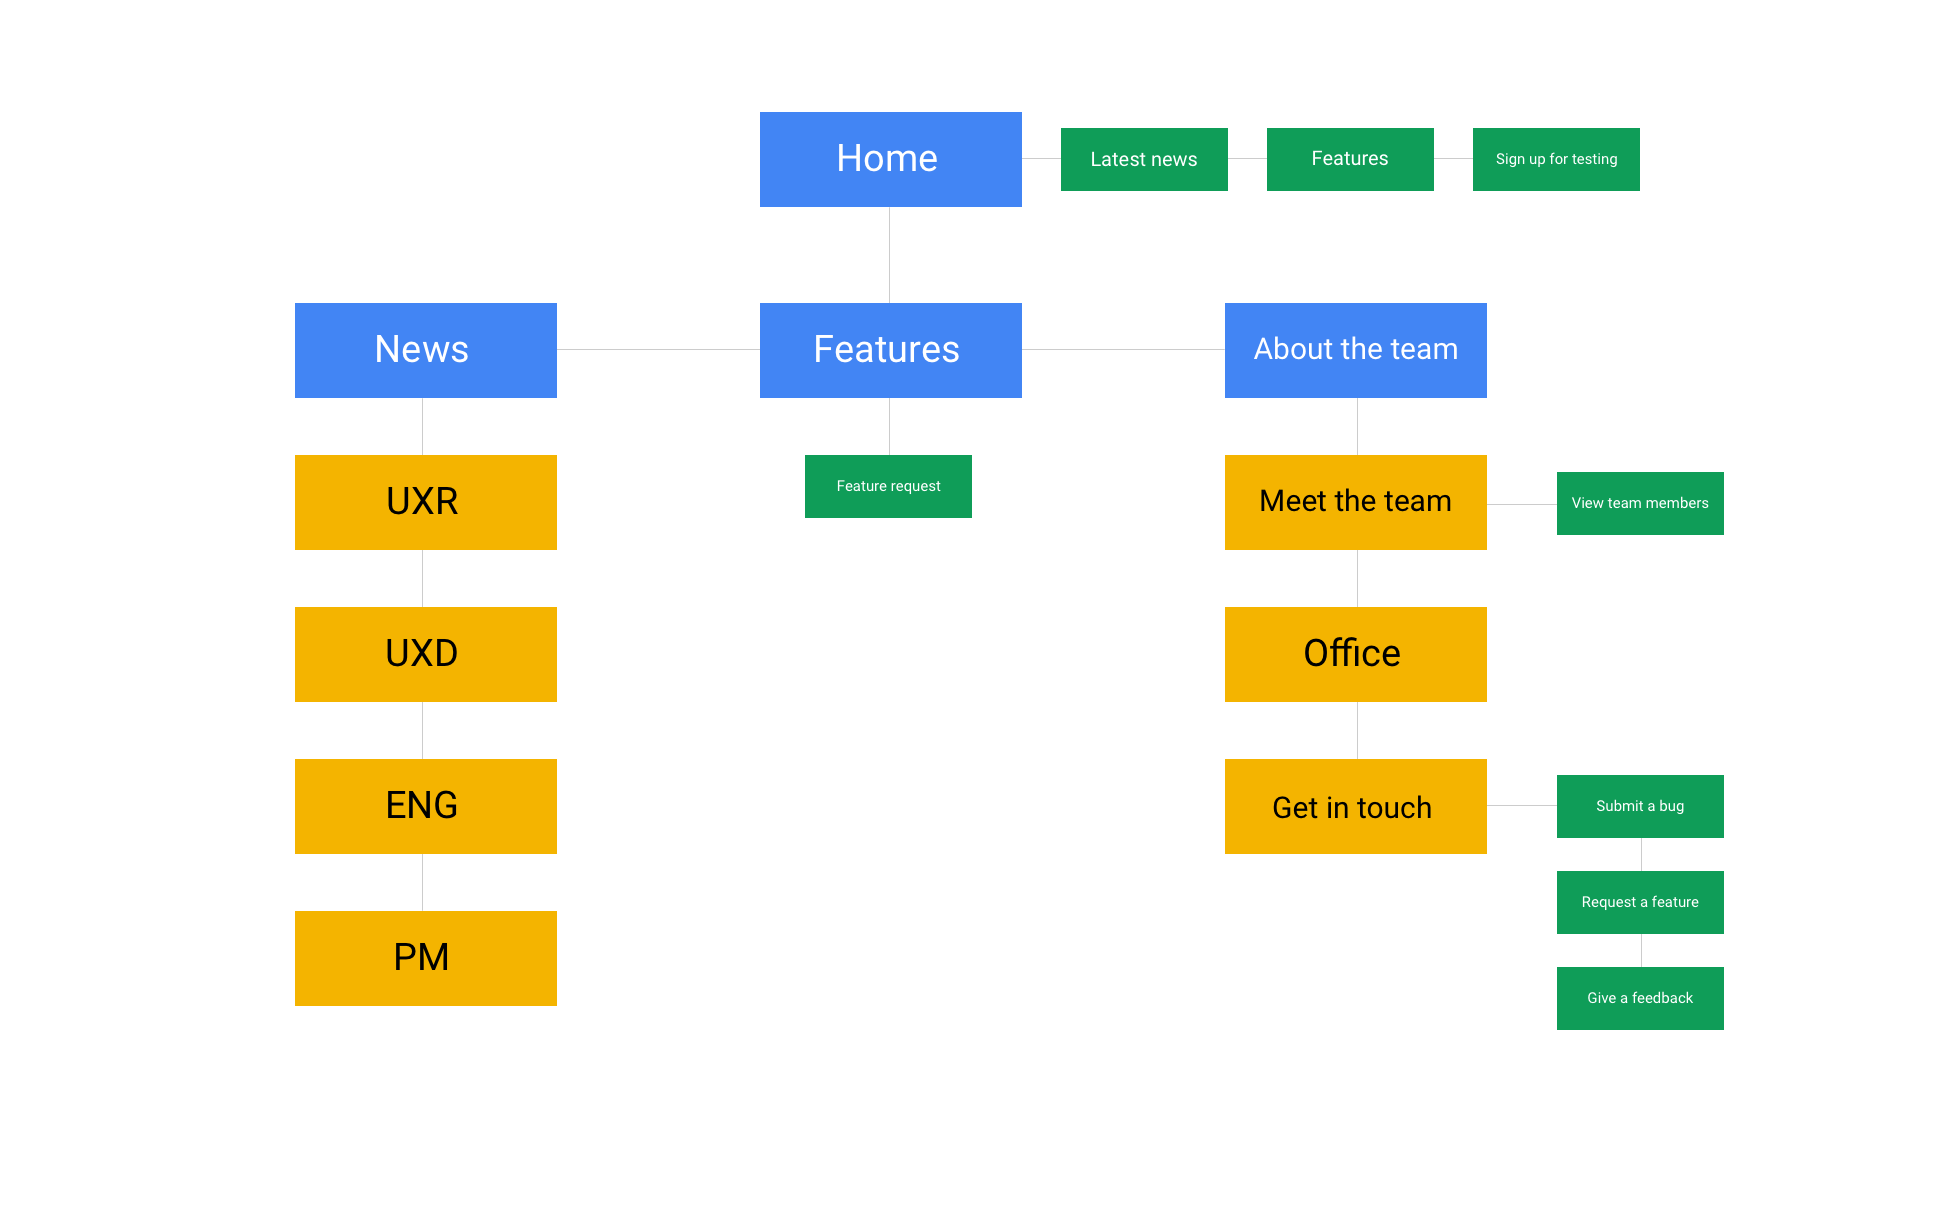 Home
Latest news
Features
Sign up for testing
News
Features
About the team
UXR
Feature request
Meet the team
View team members
UXD
Office
ENG
Get in touch
Submit a bug
Request a feature
PM
Give a feedback